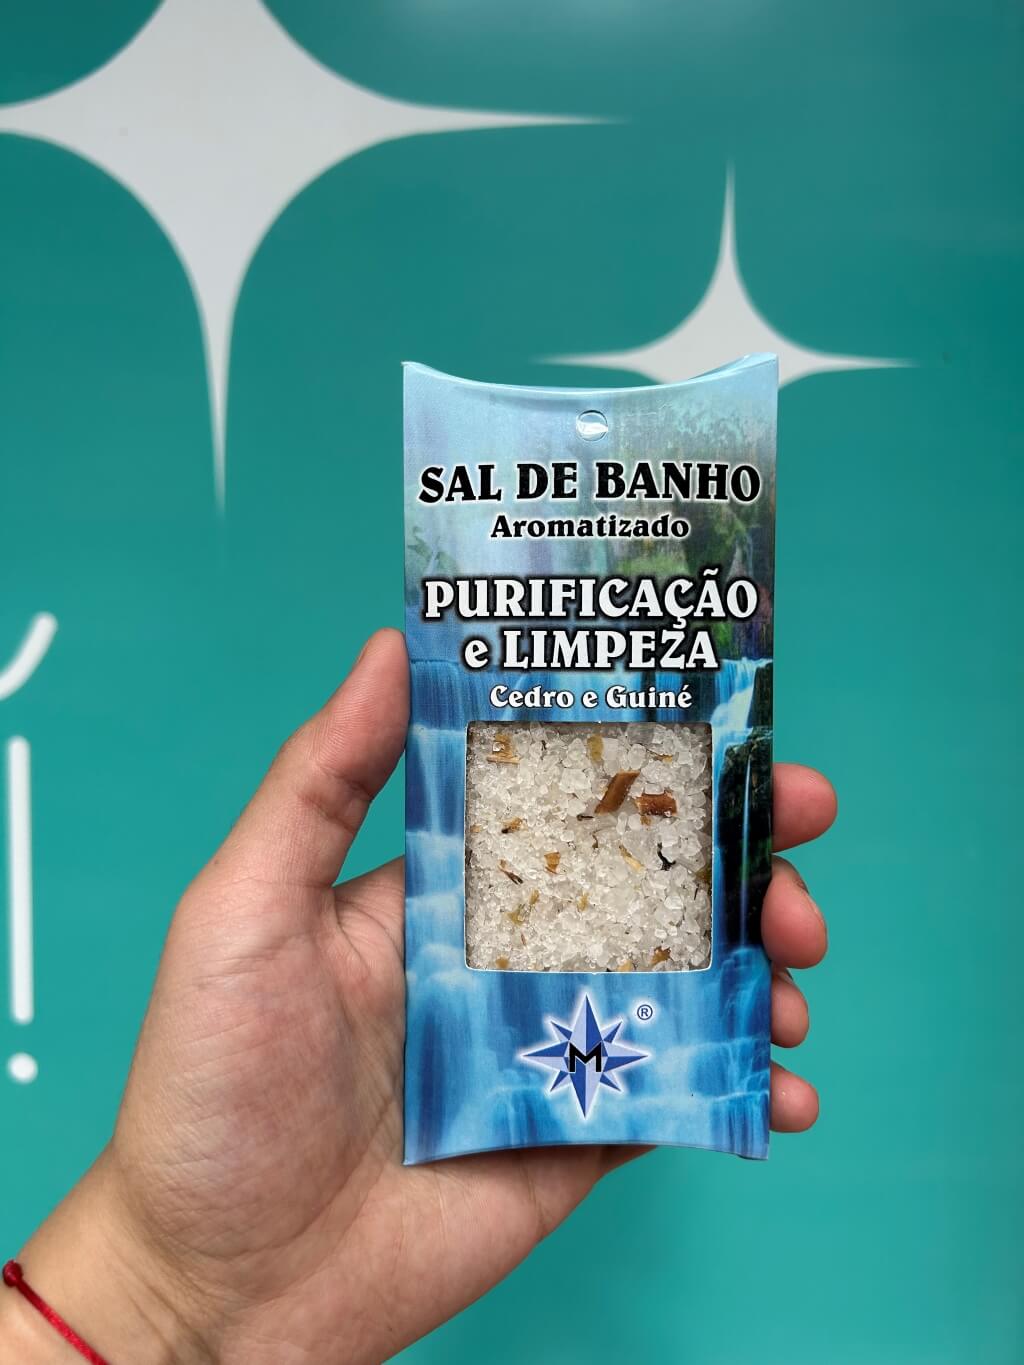 SAL DE BANHO
Aromatizado
PURIFICAÇÃO
e LIMPEZA
Cedro e Guiné
M ®